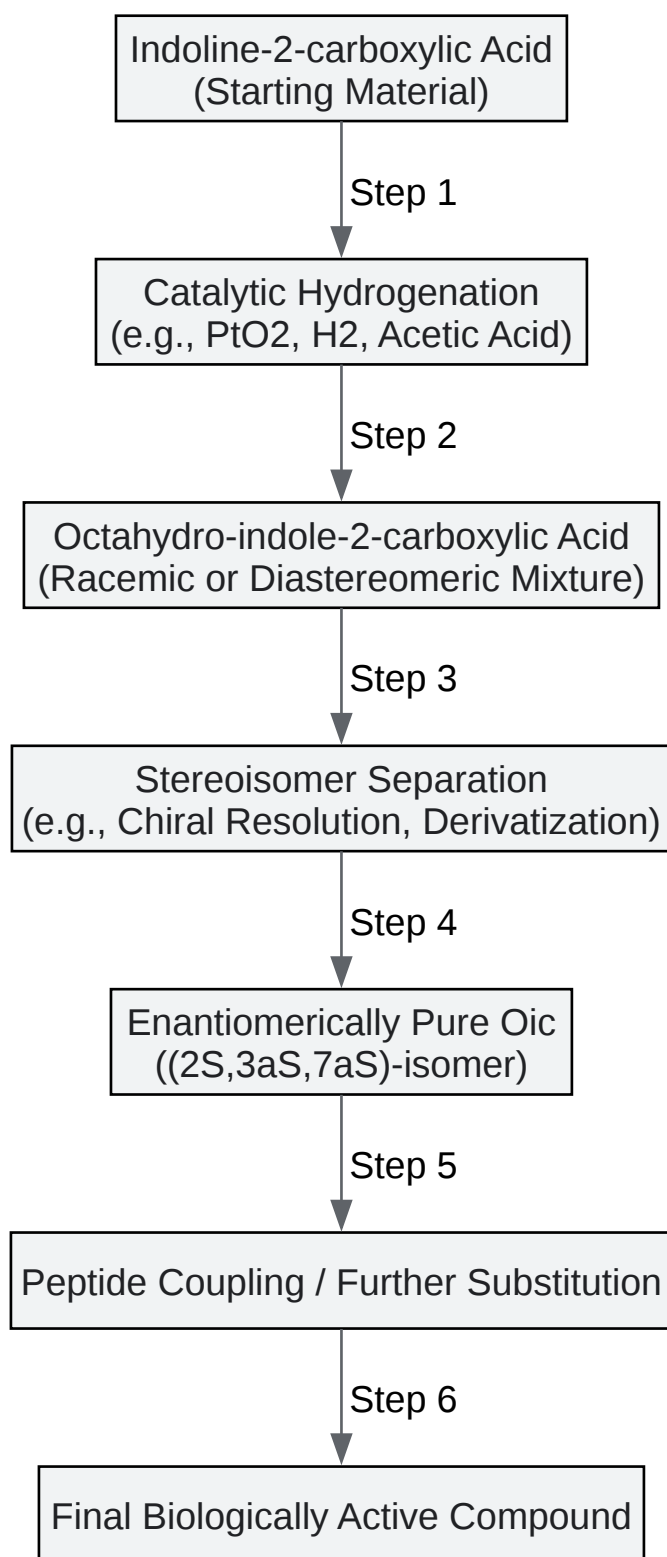 Indoline-2-carboxylic Acid
(Starting Material)
Step 1
Catalytic Hydrogenation
(e.g., PtO2, H2, Acetic Acid)
Step 2
Octahydro-indole-2-carboxylic Acid
(Racemic or Diastereomeric Mixture)
Step 3
Stereoisomer Separation
(e.g., Chiral Resolution, Derivatization)
Step 4
Enantiomerically Pure Oic
((2S,3aS,7aS)-isomer)
Step 5
Peptide Coupling / Further Substitution
Step 6
Final Biologically Active Compound